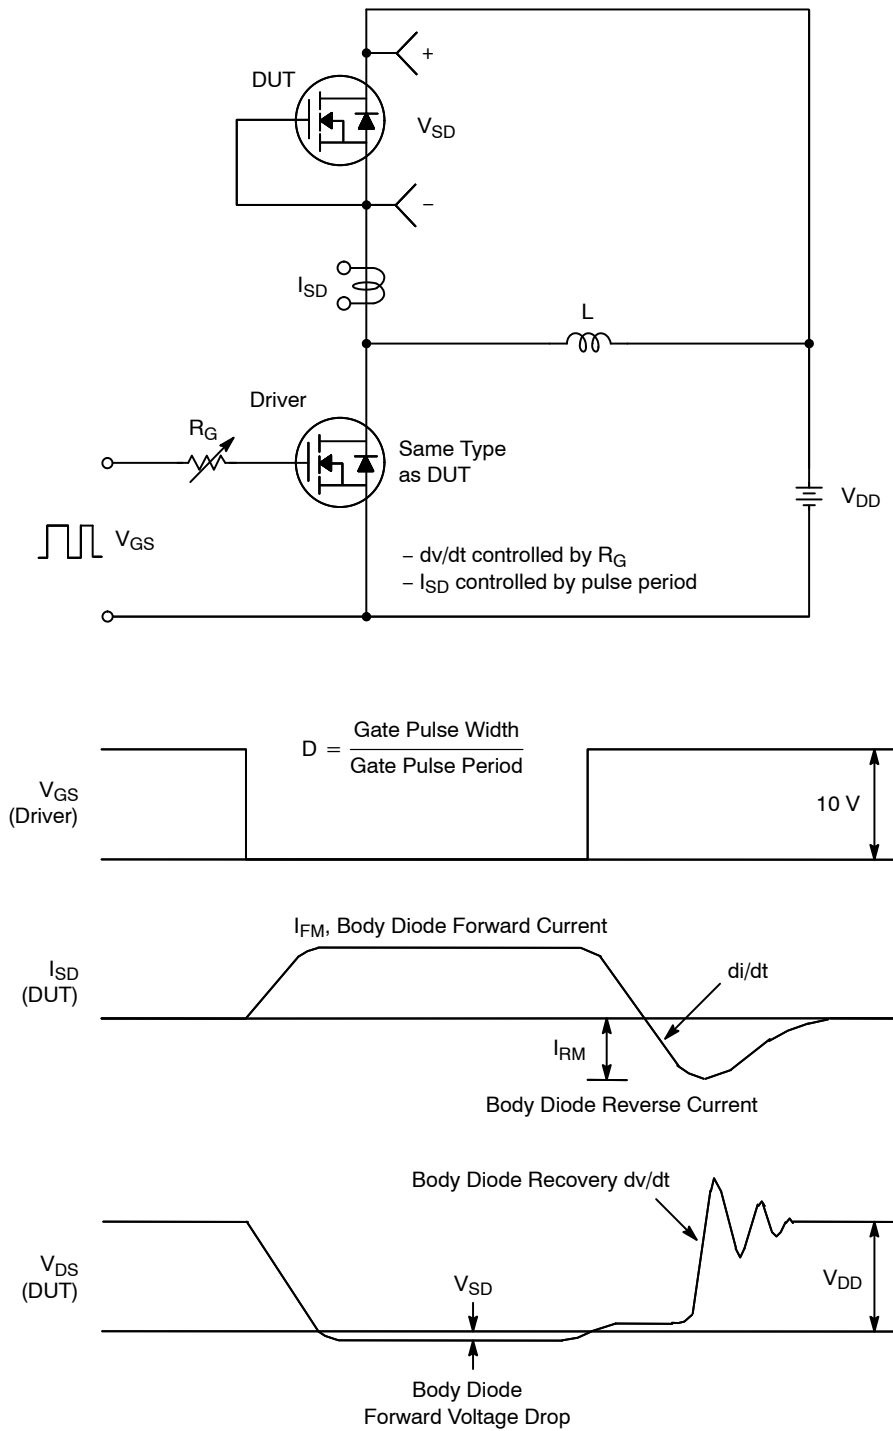 +
DUT
V_SD
−
I_SD
L
Driver
R_G
Same Type
as DUT
V_DD
V_GS
− dv/dt controlled by R_G
− I_SD controlled by pulse period
D = Gate Pulse Width
Gate Pulse Period
V_GS
(Driver)
10 V
I_FM, Body Diode Forward Current
I_SD
(DUT)
di/dt
I_RM
Body Diode Reverse Current
Body Diode Recovery dv/dt
V_DS
(DUT)
V_SD
V_DD
Body Diode
Forward Voltage Drop